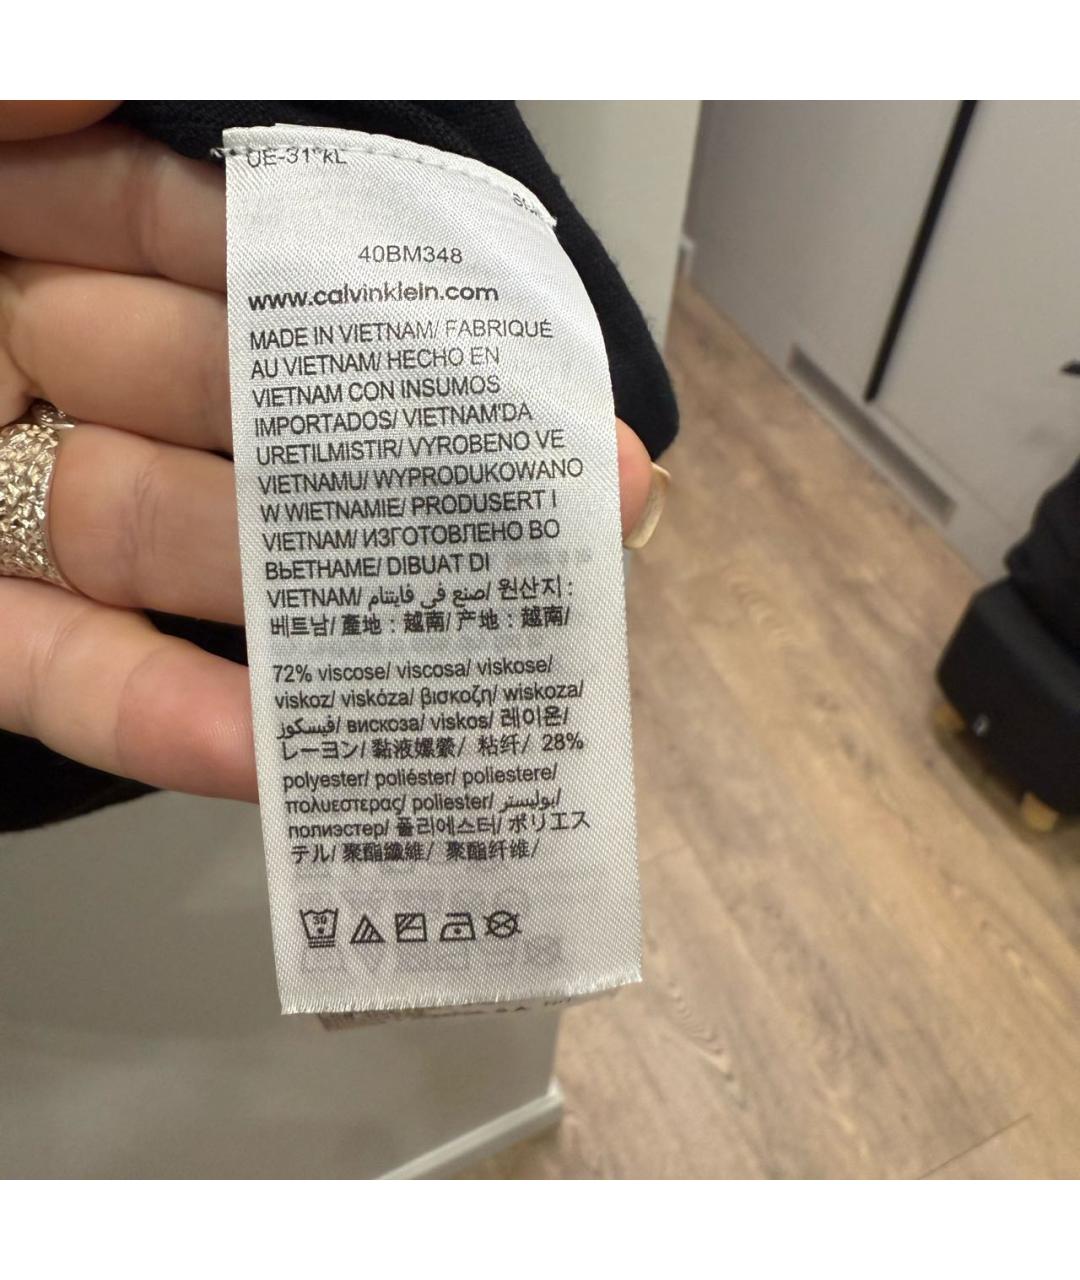 40BM348
www.calvinklein.com
MADE IN VIETNAM/ FABRIQUÉ
AU VIETNAM/ HECHO EN
VIETNAM CON INSUMOS
IMPORTADOS/ VIETNAM'DA
URETILMISTIR/ VYROBENO VE
VIETNAMU/ WYPRODUKOWANO
W WIETNAMIE/ PRODUSERT I
VIETNAM/ ИЗГОТОВЛЕНО ВО
ВЬЕТНАМЕ/ DIBUAT DI
VIETNAM/ صنع في فايتنام/ 원산지 :
베트남/ 產地 : 越南/ 产地 : 越南/
72% viscose/ viscosa/ viskose/
viskoz/ viskóza/ βισκοζη/ wiskoza/
فيسكوز/ вискоза/ viskos/ 레이온/
レーヨン/ 黏液嫘縈/ 粘纤/ 28%
polyester/ poliéster/ poliestere/
πολυεστερας/ poliester/ بوليستر/
полиэстер/ 폴리에스터/ ポリエス
テル/ 聚酯纖維/ 聚酯纤维/
30